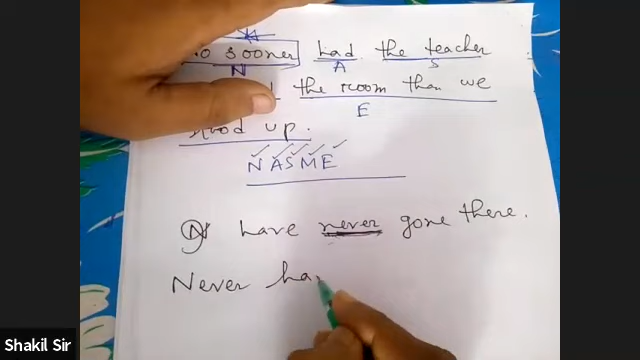 sooner had the teacher
N A S
the room than we
E
stood up.
NASME
N have never gone there.
Never ha
Shakil Sir